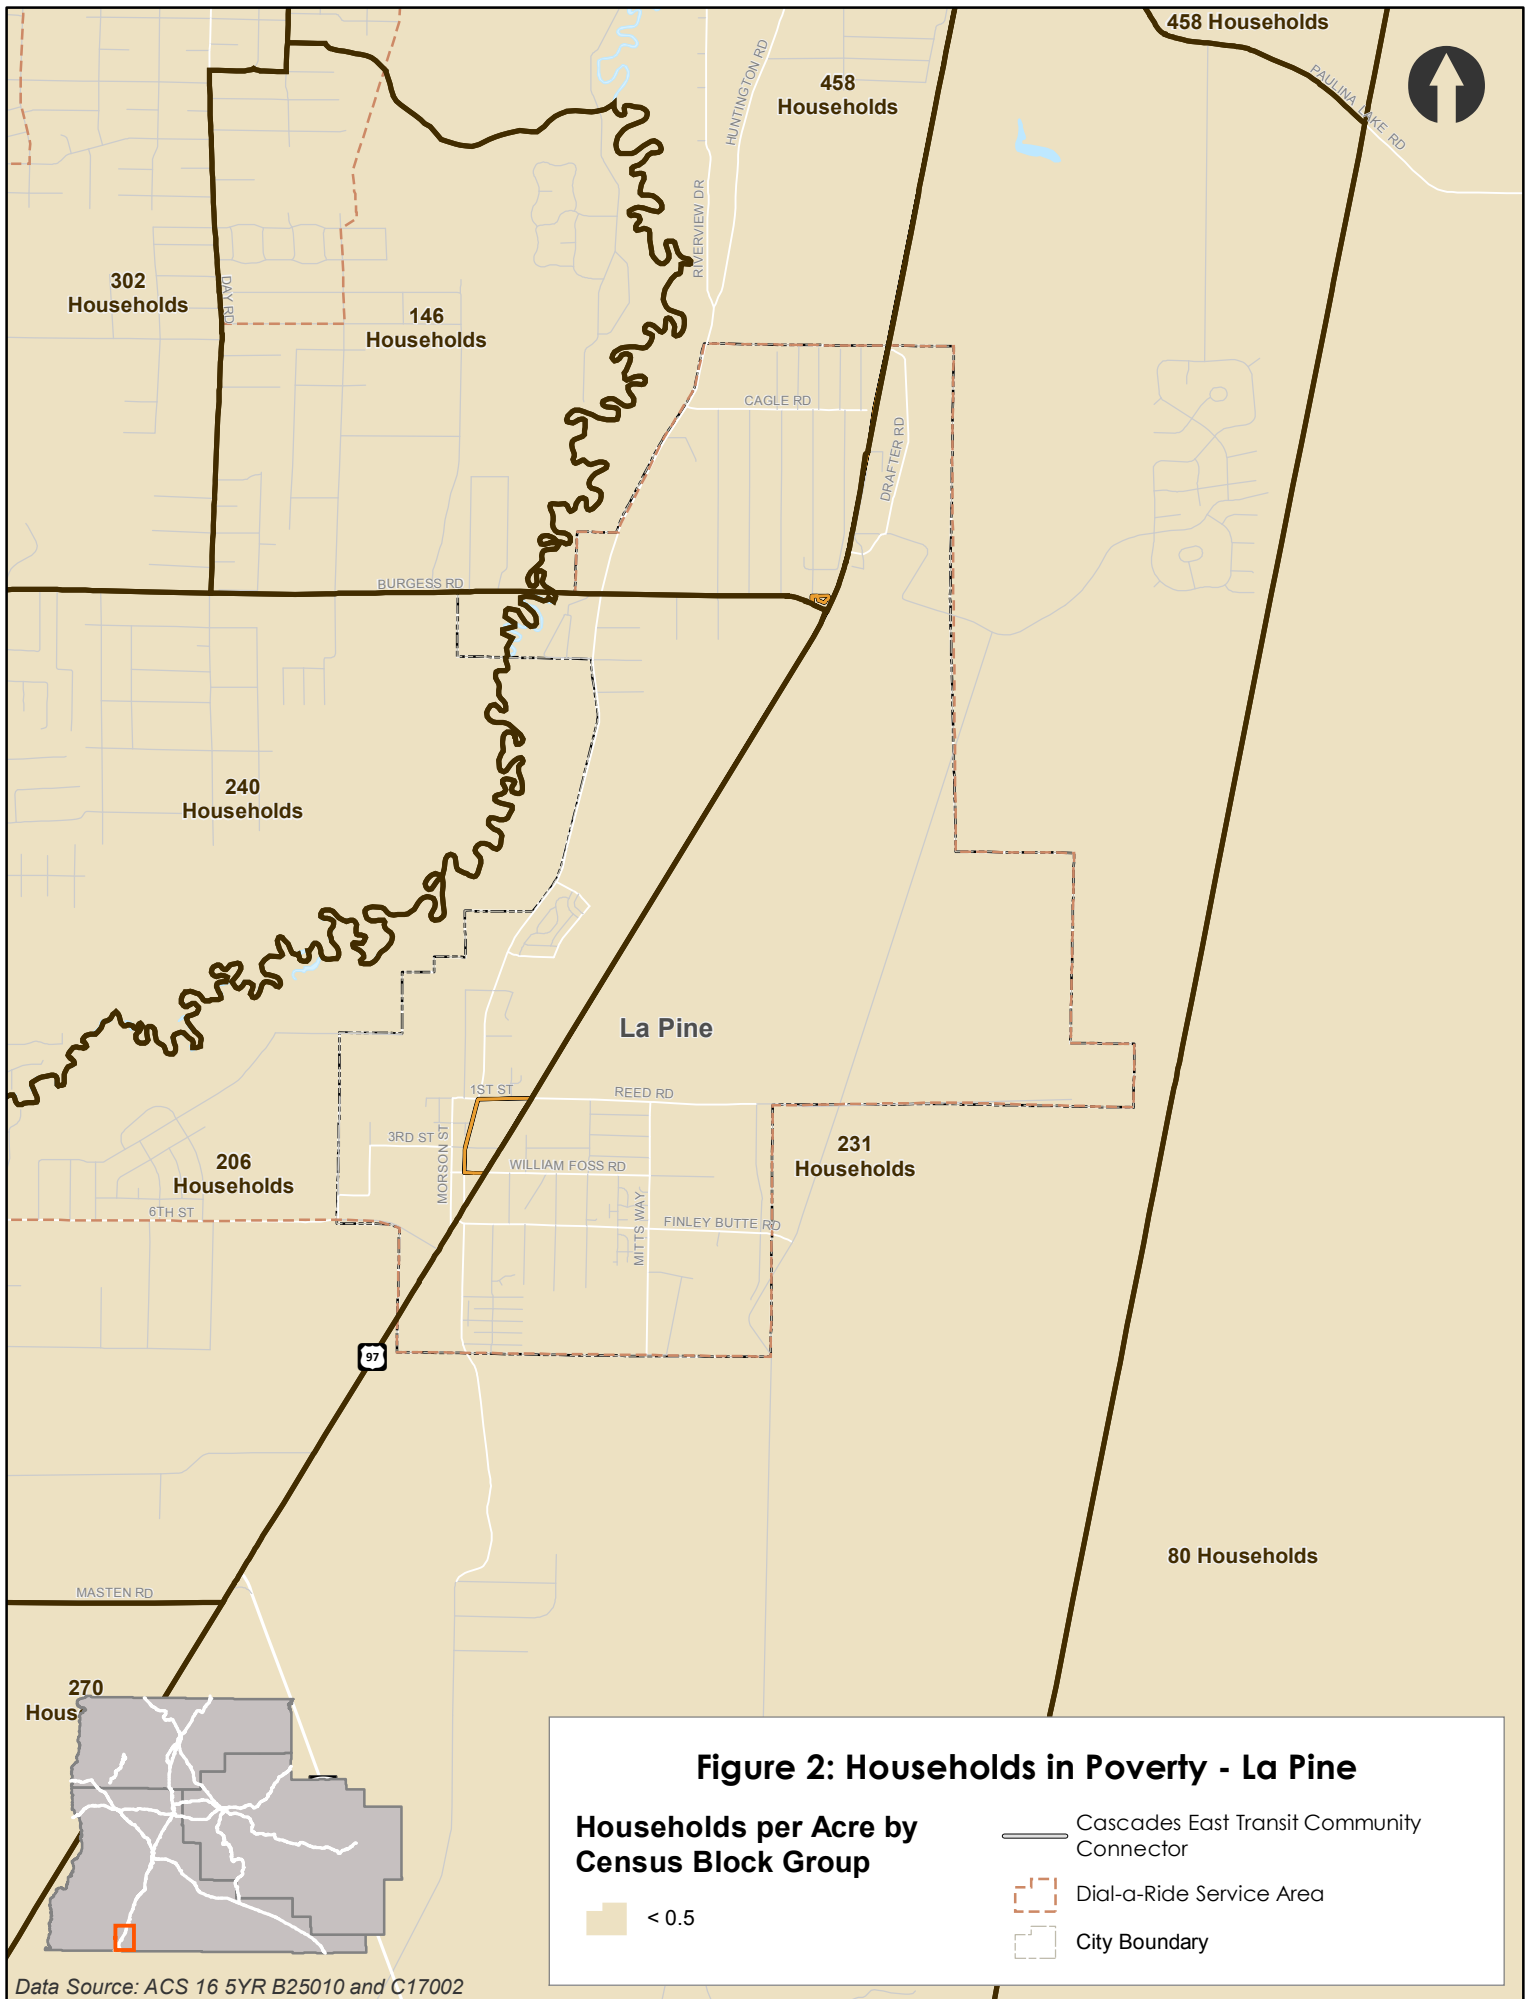 458 Households
458
Households
HUNTINGTON RD
PAULINA LAKE RD
RIVERVIEW DR
302
Households
DAY RD
146
Households
CAGLE RD
DRAFTER RD
BURGESS RD
240
Households
La Pine
1ST ST
REED RD
3RD ST
MORSON ST
WILLIAM FOSS RD
231
Households
206
Households
6TH ST
MITTS WAY
FINLEY BUTTE RD
97
80 Households
MASTEN RD
270
Hous
Figure 2: Households in Poverty - La Pine
Households per Acre by
Census Block Group
< 0.5
Cascades East Transit Community
Connector
Dial-a-Ride Service Area
City Boundary
Data Source: ACS 16 5YR B25010 and C17002